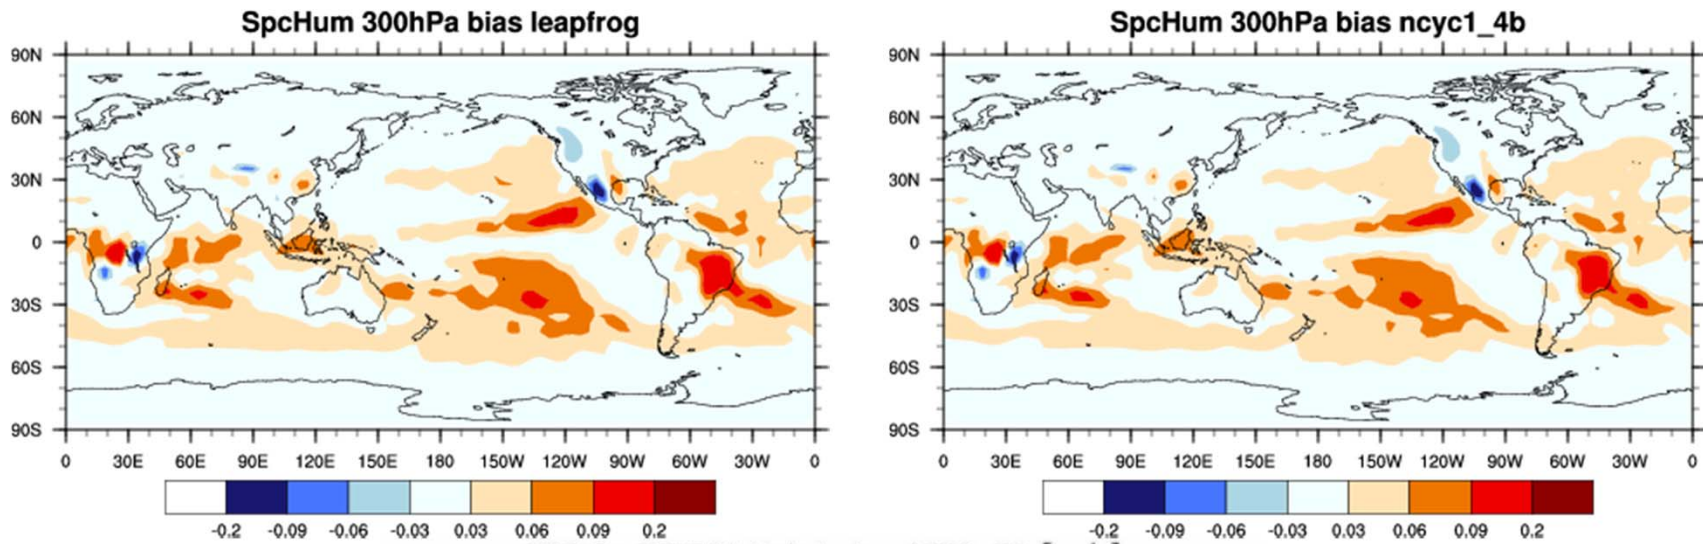 SpcHum 300hPa bias leapfrog
90N
60N
30N
0
30S
60S
90S
0 30E 60E 90E 120E 150E 180 150W 120W 90W 60W 30W 0
-0.2 -0.09 -0.06 -0.03 0.03 0.06 0.09 0.2
SpcHum 300hPa bias ncyc1_4b
90N
60N
30N
0
30S
60S
90S
0 30E 60E 90E 120E 150E 180 150W 120W 90W 60W 30W 0
-0.2 -0.09 -0.06 -0.03 0.03 0.06 0.09 0.2